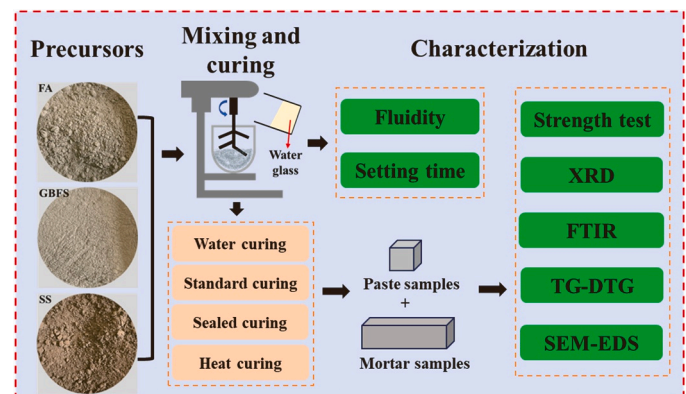 Precursors
Mixing and
curing
Characterization
FA
GBFS
SS
Water
glass
Water curing
Standard curing
Sealed curing
Heat curing
Fluidity
Setting time
Paste samples
+
Mortar samples
Strength test
XRD
FTIR
TG-DTG
SEM-EDS